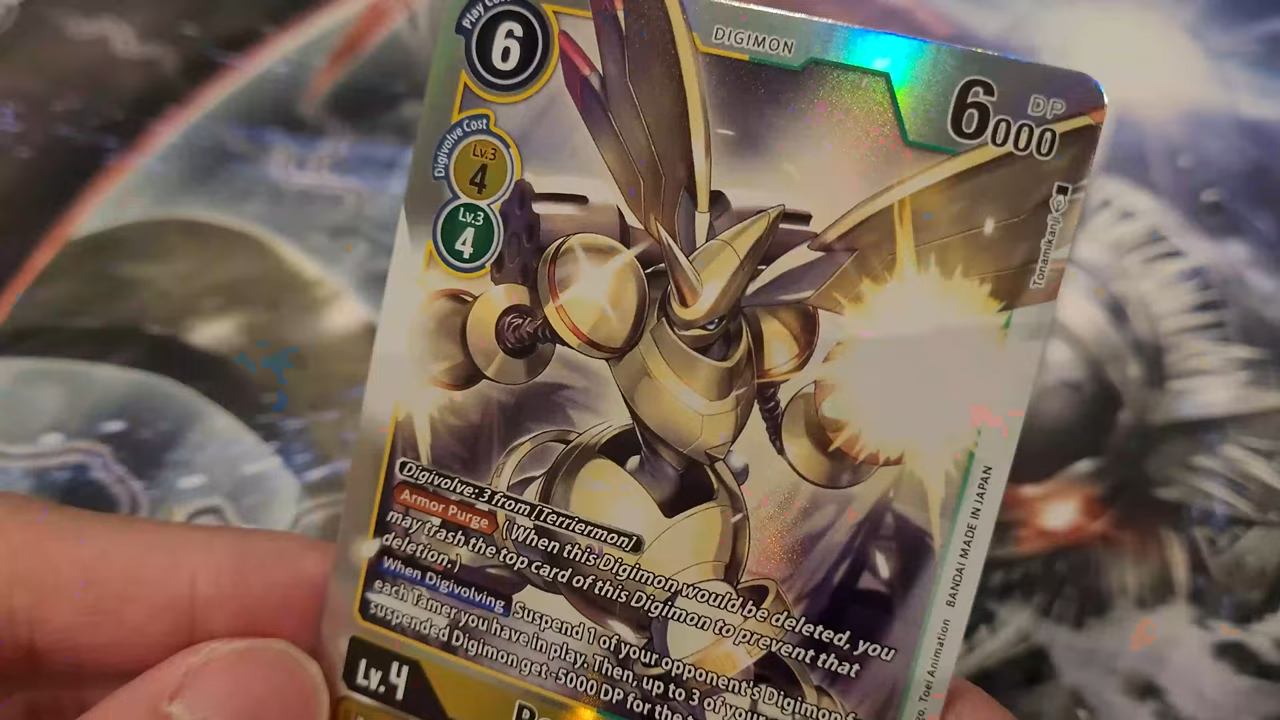 Play Cost
6
DIGIMON
6000 DP
Digivolve Cost
Lv.3
4
Lv.3
4
Tonamikanji
Digivolve: 3 from [Terriermon]
Armor Purge (When this Digimon would be deleted, you
may trash the top card of this Digimon to prevent that
deletion.)
When Digivolving Suspend 1 of your opponent's Digimon
each Tamer you have in play. Then, up to 3 of your
suspended Digimon get -5000 DP for the
Lv.4
Toei Animation BANDAI MADE IN JAPAN